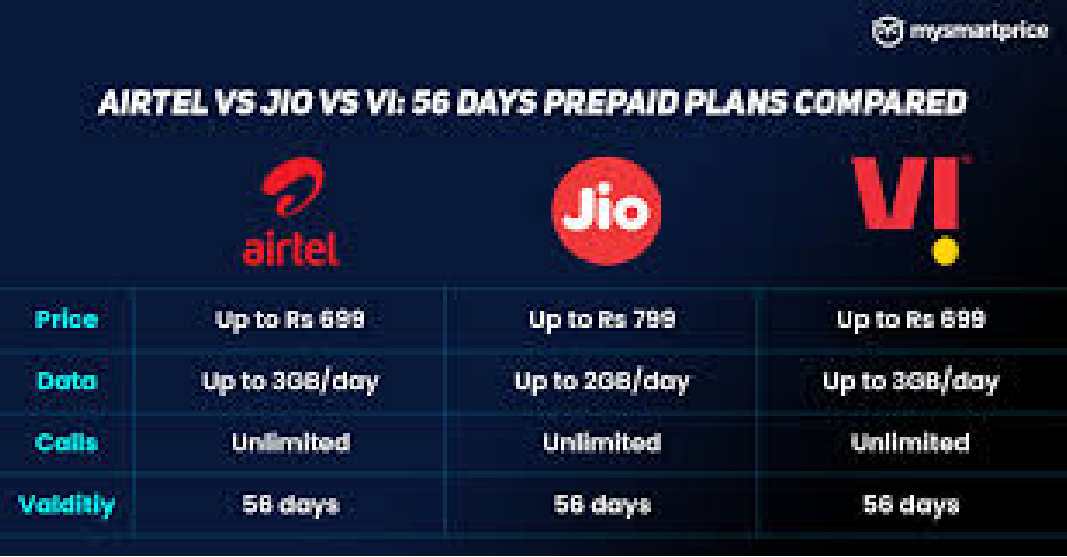 mysmartprice
AIRTEL VS JIO VS VI: 56 DAYS PREPAID PLANS COMPARED
airtel
Jio
VI
Price Up to Rs 699 Up to Rs 799 Up to Rs 699
Data Up to 3GB/day Up to 2GB/day Up to 3GB/day
Calls Unlimited Unlimited Unlimited
Valditiy 56 days 56 days 56 days